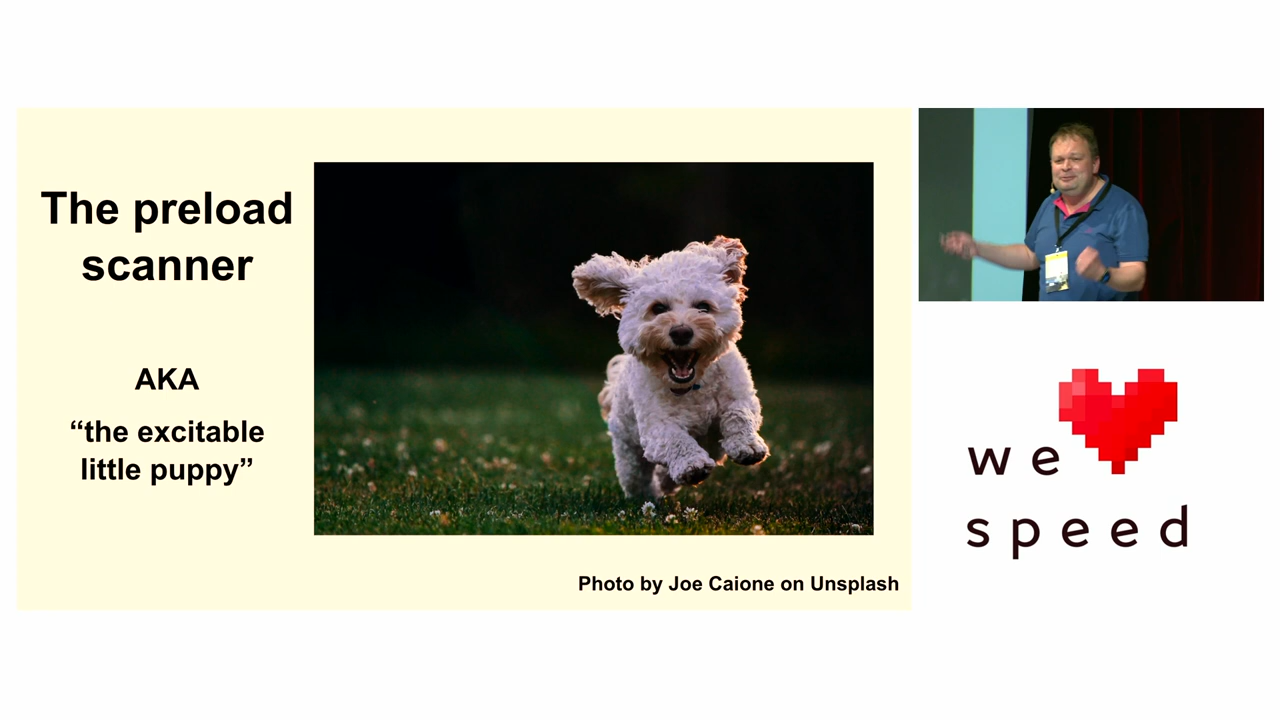 The preload
scanner
AKA
“the excitable
little puppy”
Photo by Joe Caione on Unsplash
we
speed